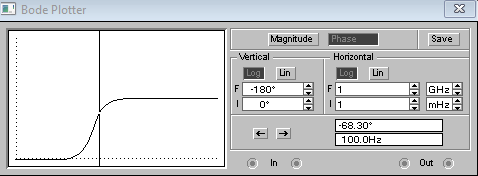 Bode Plotter
Magnitude Phase Save
Vertical Horizontal
Log Lin Log Lin
F -180° F 1 GHz
I 0° I 1 mHz
← → -68.30°
100.0Hz
In Out